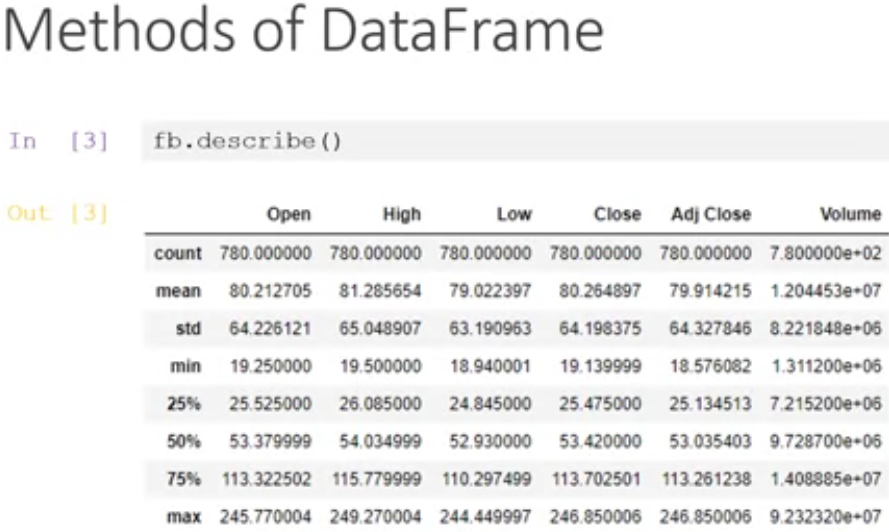 Methods of DataFrame
In [3] fb.describe()
Out [3]
Open High Low Close Adj Close Volume
count 780.000000 780.000000 780.000000 780.000000 780.000000 7.800000e+02
mean 80.212705 81.285654 79.022397 80.264897 79.914215 1.204453e+07
std 64.226121 65.048907 63.190963 64.198375 64.327846 8.221848e+06
min 19.250000 19.500000 18.940001 19.139999 18.576082 1.311200e+06
25% 25.525000 26.085000 24.845000 25.475000 25.134513 7.215200e+06
50% 53.379999 54.034999 52.930000 53.420000 53.035403 9.728700e+06
75% 113.322502 115.779999 110.297499 113.702501 113.261238 1.408885e+07
max 245.770004 249.270004 244.449997 246.850006 246.850006 9.232320e+07